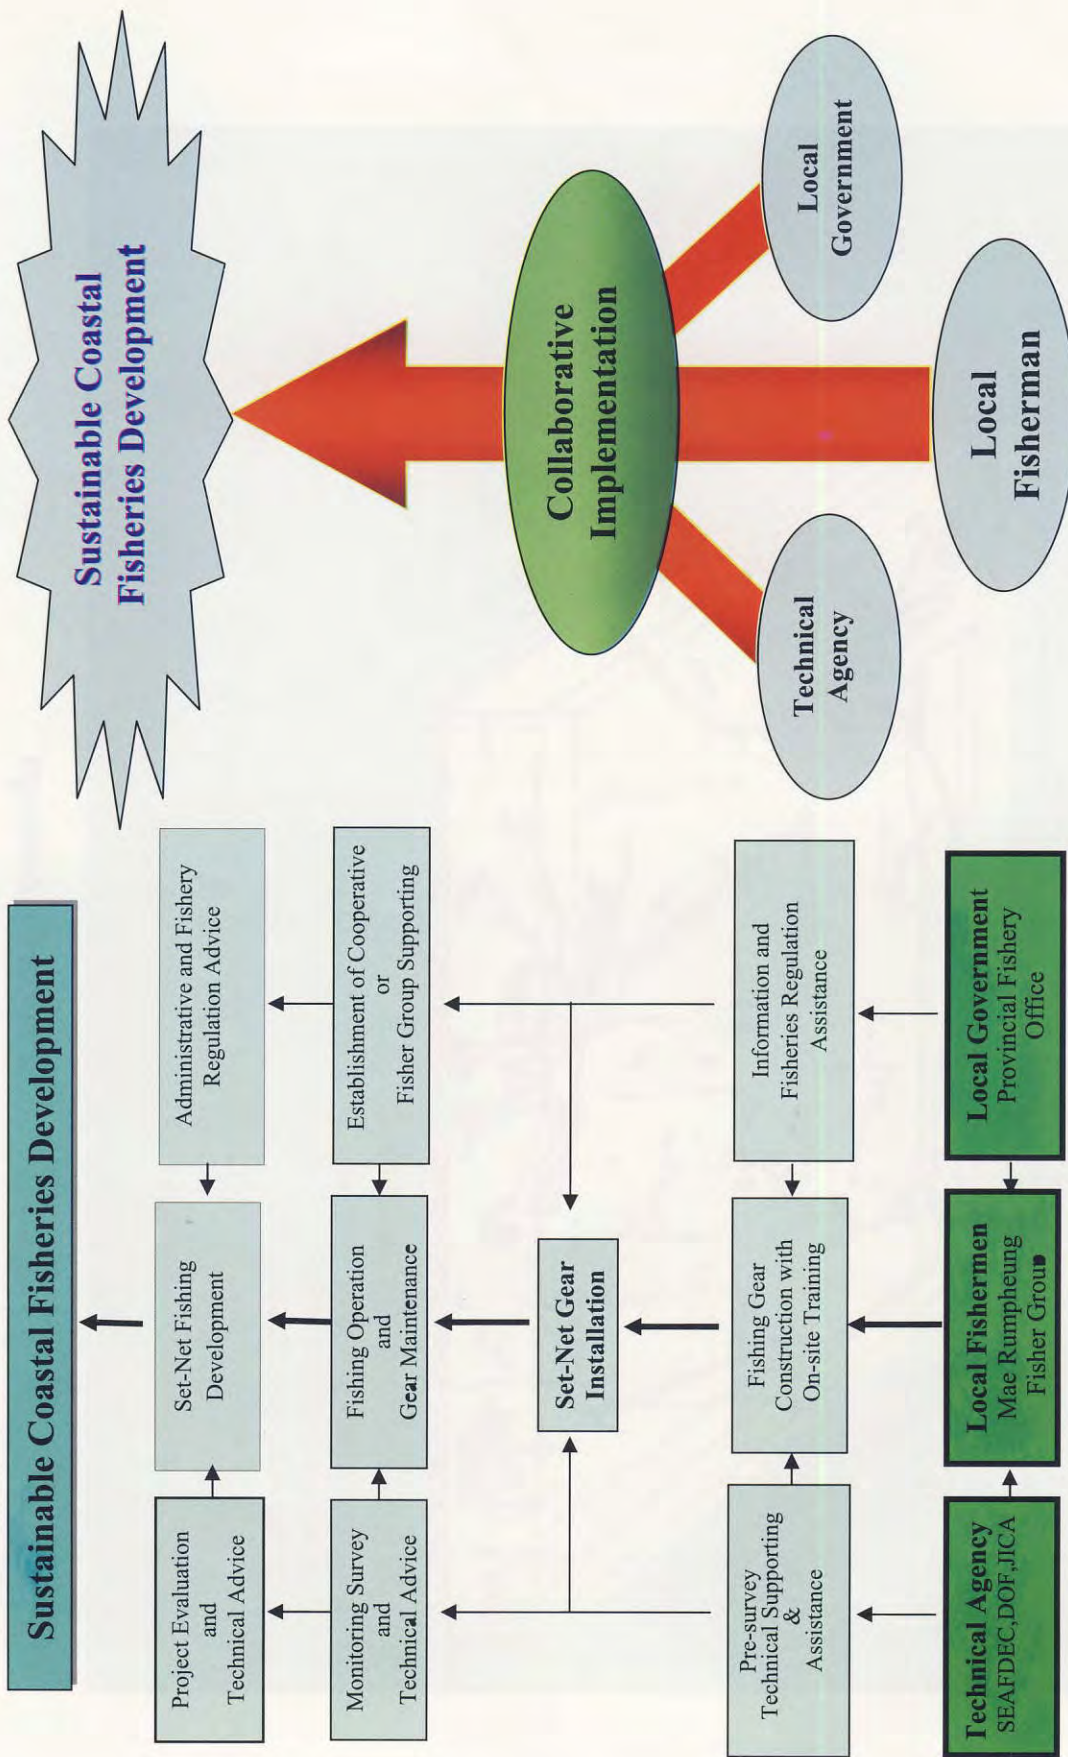 Sustainable Coastal Fisheries Development
Project Evaluation
and
Technical Advice
Set-Net Fishing
Development
Administrative and Fishery
Regulation Advice
Monitoring Survey
and
Technical Advice
Fishing Operation
and
Gear Maintenance
Establishment of Cooperative
or
Fisher Group Supporting
Set-Net Gear
Installation
Pre-survey
Technical Supporting
&
Assistance
Fishing Gear
Construction with
On-site Training
Information and
Fisheries Regulation
Assistance
Technical Agency
SEAFDEC,DOF,JICA
Local Fishermen
Mae Rumpheung
Fisher Group
Local Government
Provincial Fishery
Office
Sustainable Coastal
Fisheries Development
Collaborative
Implementation
Technical
Agency
Local
Fisherman
Local
Government